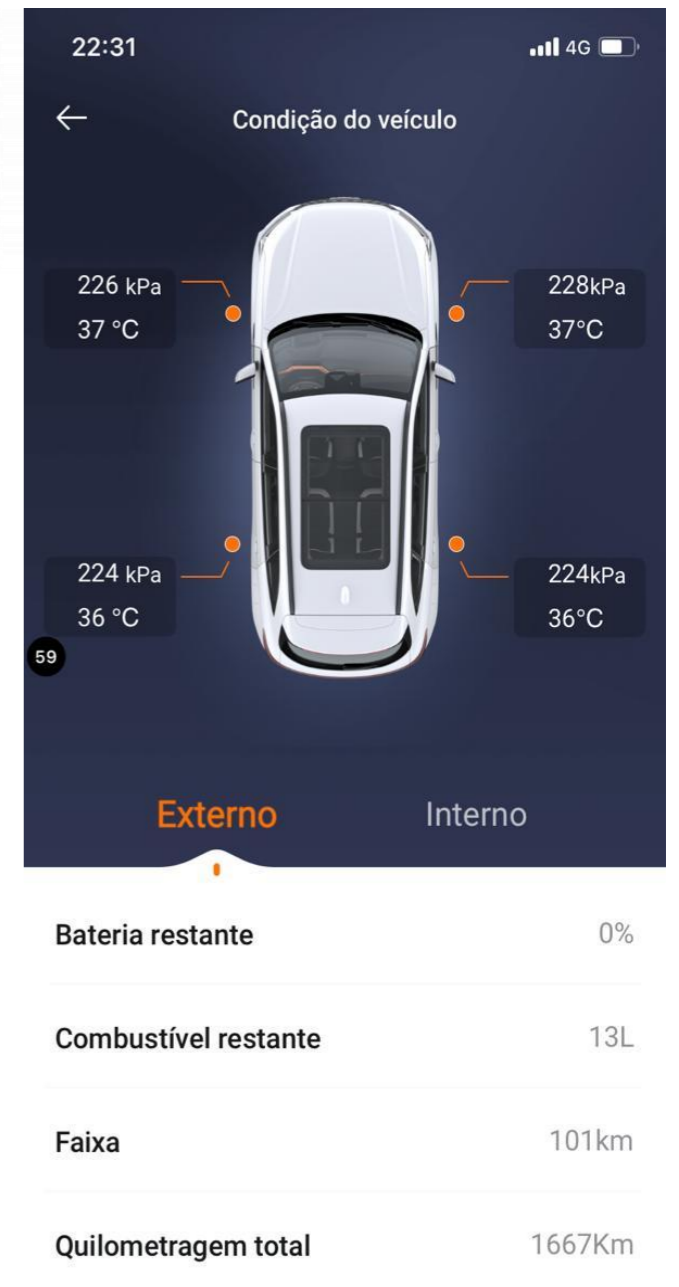 22:31 4G
Condição do veículo
226 kPa 228kPa
37 °C 37°C
224 kPa 224kPa
36 °C 36°C
59
Externo Interno
Bateria restante 0%
Combustível restante 13L
Faixa 101km
Quilometragem total 1667Km